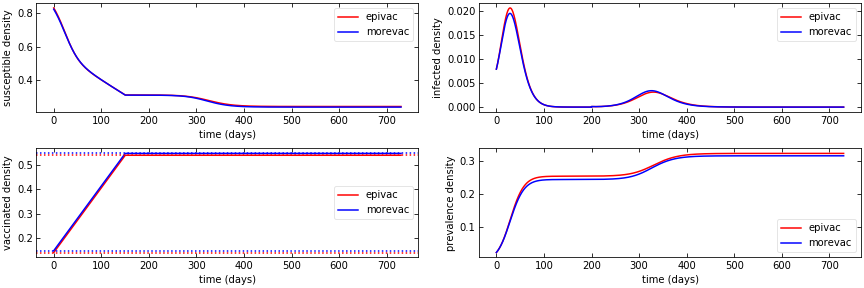 susceptible density
0.8
0.4
0 100 200 300 400 500 600 700
time (days)
epivac
morevac
infected density
0.020
0.015
0.010
0.005
0.000
0 100 200 300 400 500 600 700
time (days)
epivac
morevac
vaccinated density
0.5
0.4
0.3
0.2
0 100 200 300 400 500 600 700
time (days)
epivac
morevac
prevalence density
0.3
0.2
0.1
0 100 200 300 400 500 600 700
time (days)
epivac
morevac